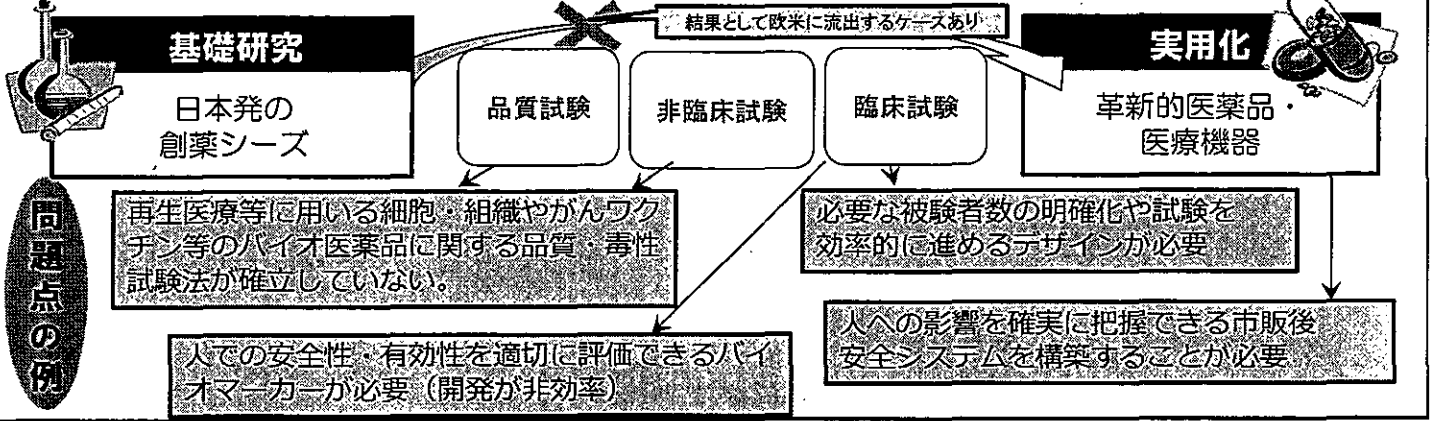 結果として欧米に流出するケースあり
基礎研究
日本発の
創薬シーズ
品質試験
非臨床試験
臨床試験
実用化
革新的医薬品・
医療機器
問題点の例
再生医療等に用いる細胞・組織やがんワク
チン等のバイオ医薬品に関する品質・毒性
試験法が確立していない。
必要な被験者数の明確化や試験を
効率的に進めるデザインが必要
人での安全性・有効性を適切に評価できるバイ
オマーカーが必要（開発が非効率）
人への影響を確実に把握できる市販後
安全システムを構築することが必要